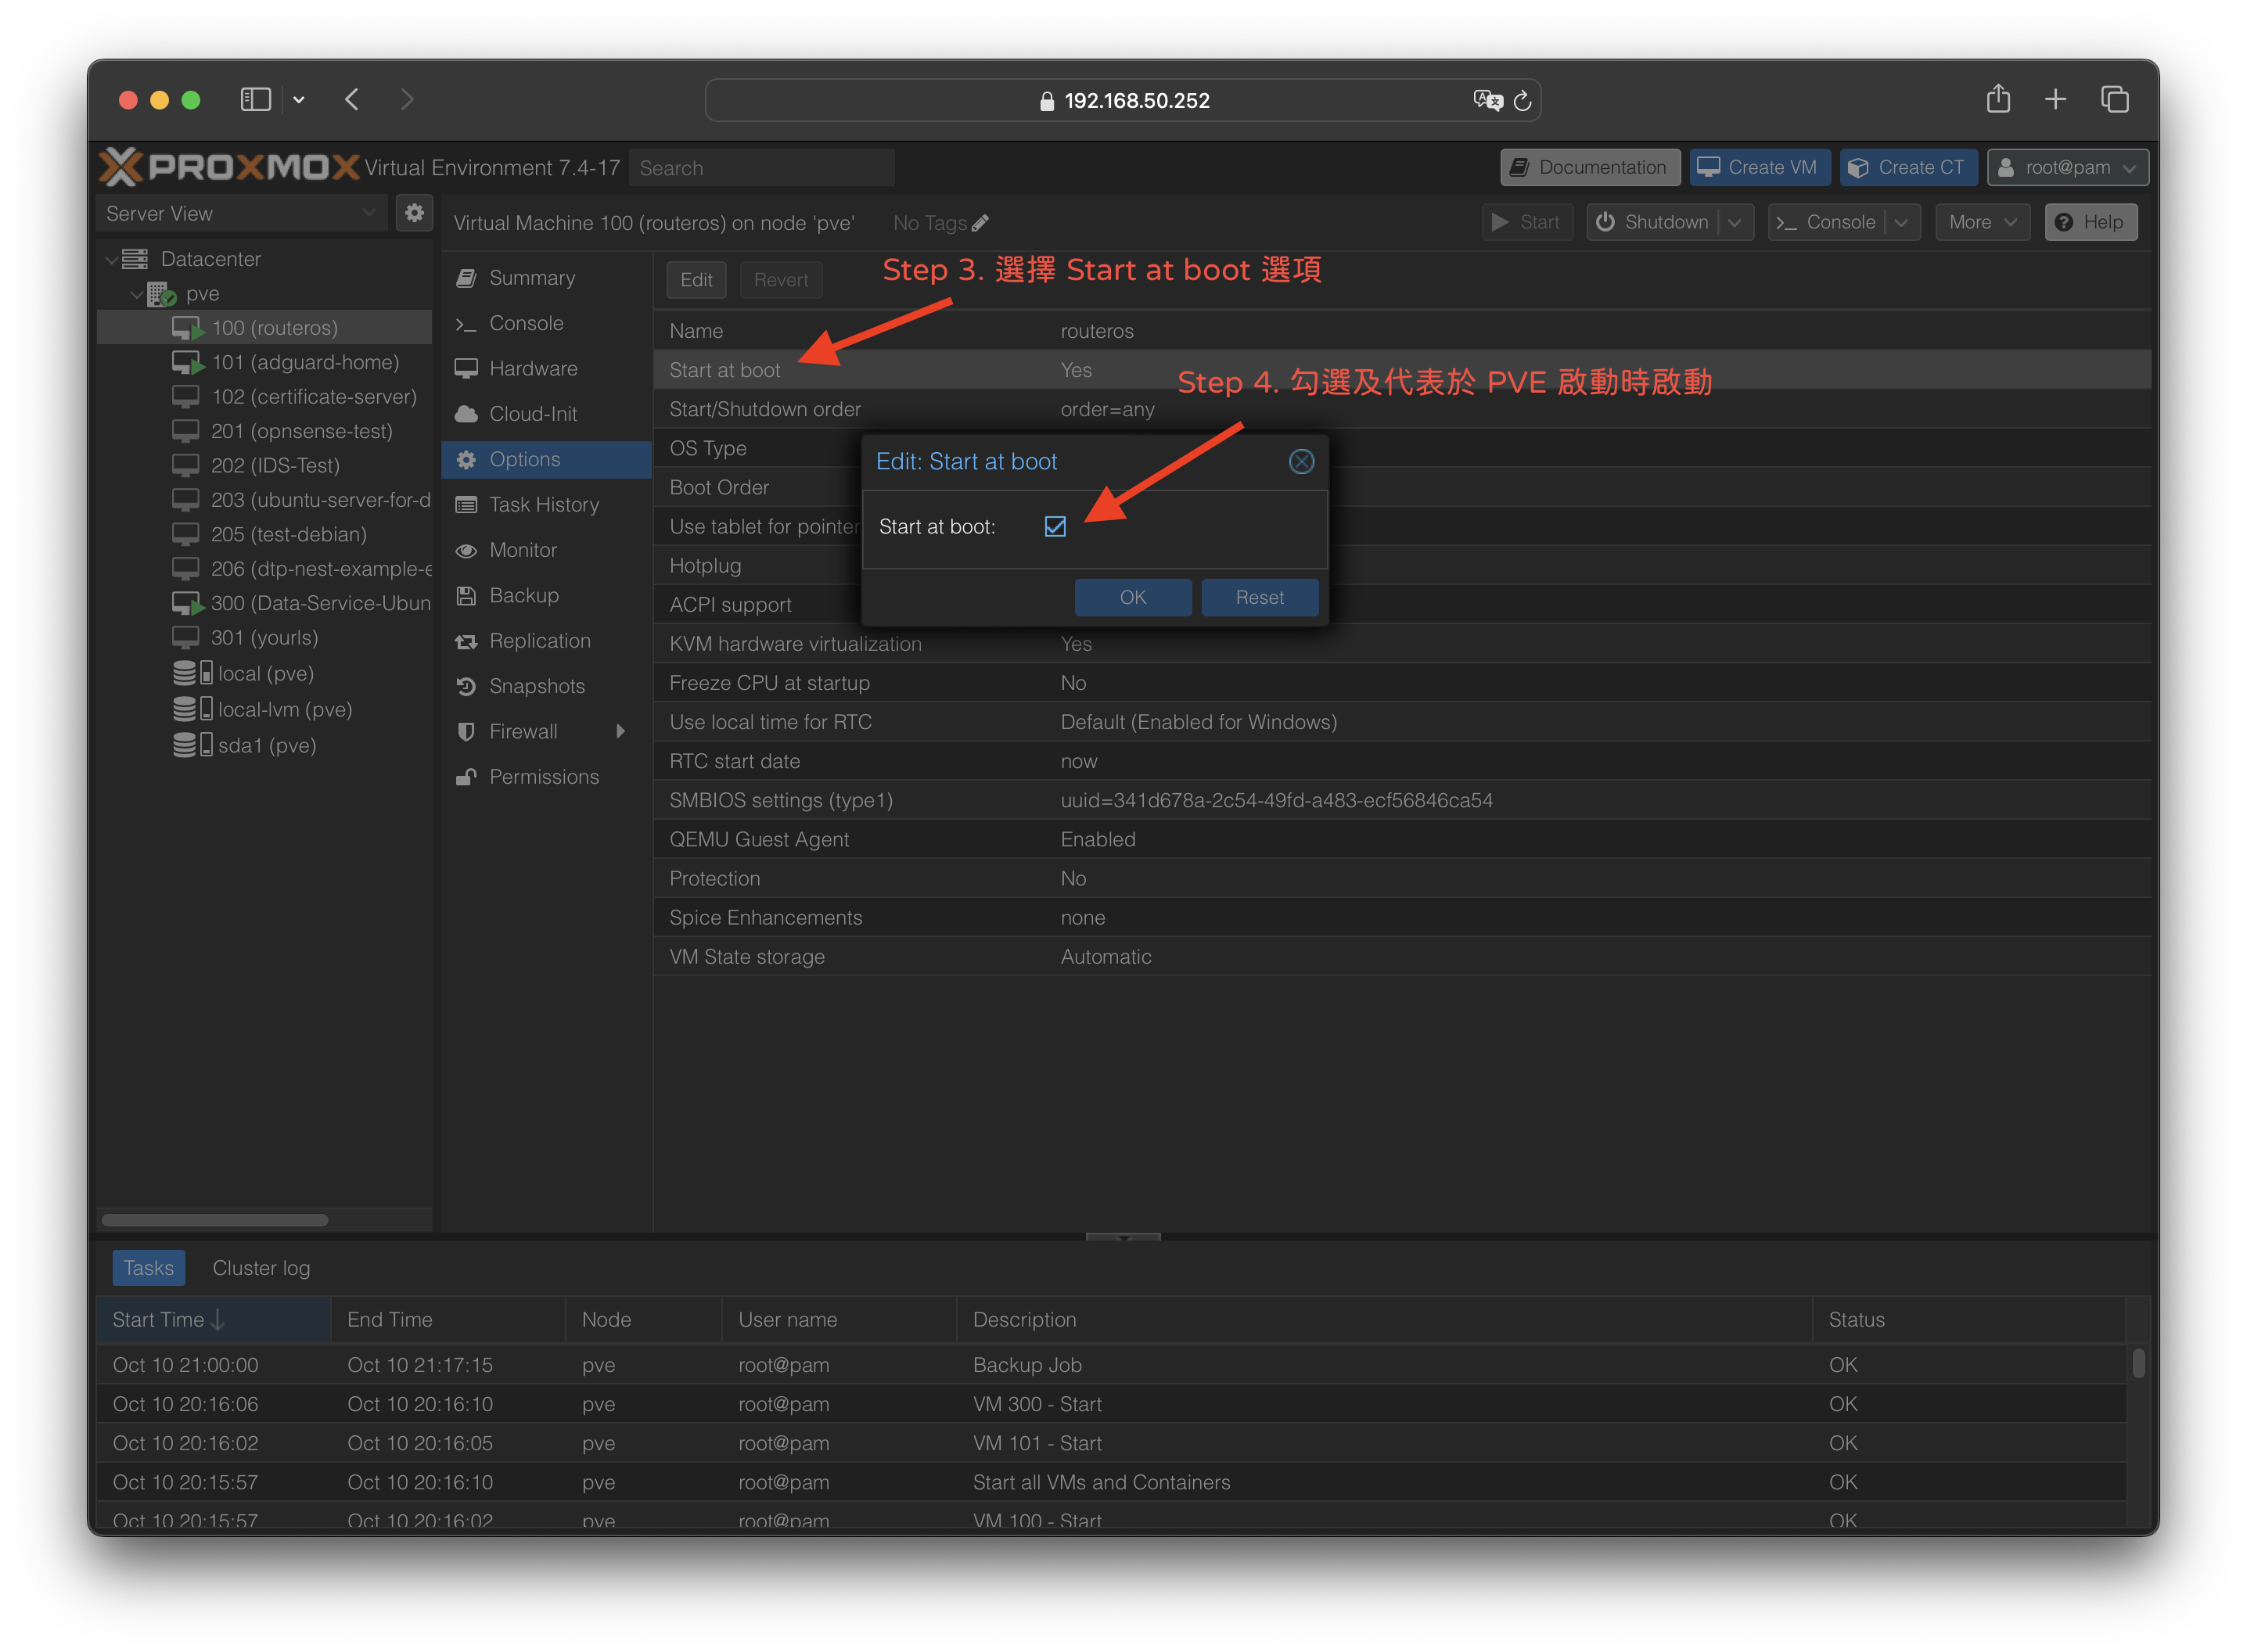 192.168.50.252
PROXMOX Virtual Environment 7.4-17 Search Documentation Create VM Create CT root@pam
Server View
Virtual Machine 100 (routeros) on node 'pve' No Tags Start Shutdown Console More Help
Datacenter
pve
100 (routeros)
101 (adguard-home)
102 (certificate-server)
201 (opnsense-test)
202 (IDS-Test)
203 (ubuntu-server-for-d
205 (test-debian)
206 (dtp-nest-example-e
300 (Data-Service-Ubun
301 (yourls)
local (pve)
local-lvm (pve)
sda1 (pve)
Summary
Console
Hardware
Cloud-Init
Options
Task History
Monitor
Backup
Replication
Snapshots
Firewall
Permissions
Edit Revert
Step 3. 選擇 Start at boot 選項
Name routeros
Start at boot Yes
Step 4. 勾選及代表於 PVE 啟動時啟動
Start/Shutdown order order=any
OS Type
Boot Order
Use tablet for pointer
Hotplug
ACPI support
Edit: Start at boot
Start at boot:
OK Reset
KVM hardware virtualization Yes
Freeze CPU at startup No
Use local time for RTC Default (Enabled for Windows)
RTC start date now
SMBIOS settings (type1) uuid=341d678a-2c54-49fd-a483-ecf56846ca54
QEMU Guest Agent Enabled
Protection No
Spice Enhancements none
VM State storage Automatic
Tasks Cluster log
Start Time End Time Node User name Description Status
Oct 10 21:00:00 Oct 10 21:17:15 pve root@pam Backup Job OK
Oct 10 20:16:06 Oct 10 20:16:10 pve root@pam VM 300 - Start OK
Oct 10 20:16:02 Oct 10 20:16:05 pve root@pam VM 101 - Start OK
Oct 10 20:15:57 Oct 10 20:16:10 pve root@pam Start all VMs and Containers OK
Oct 10 20:15:57 Oct 10 20:16:02 pve root@pam VM 100 - Start OK